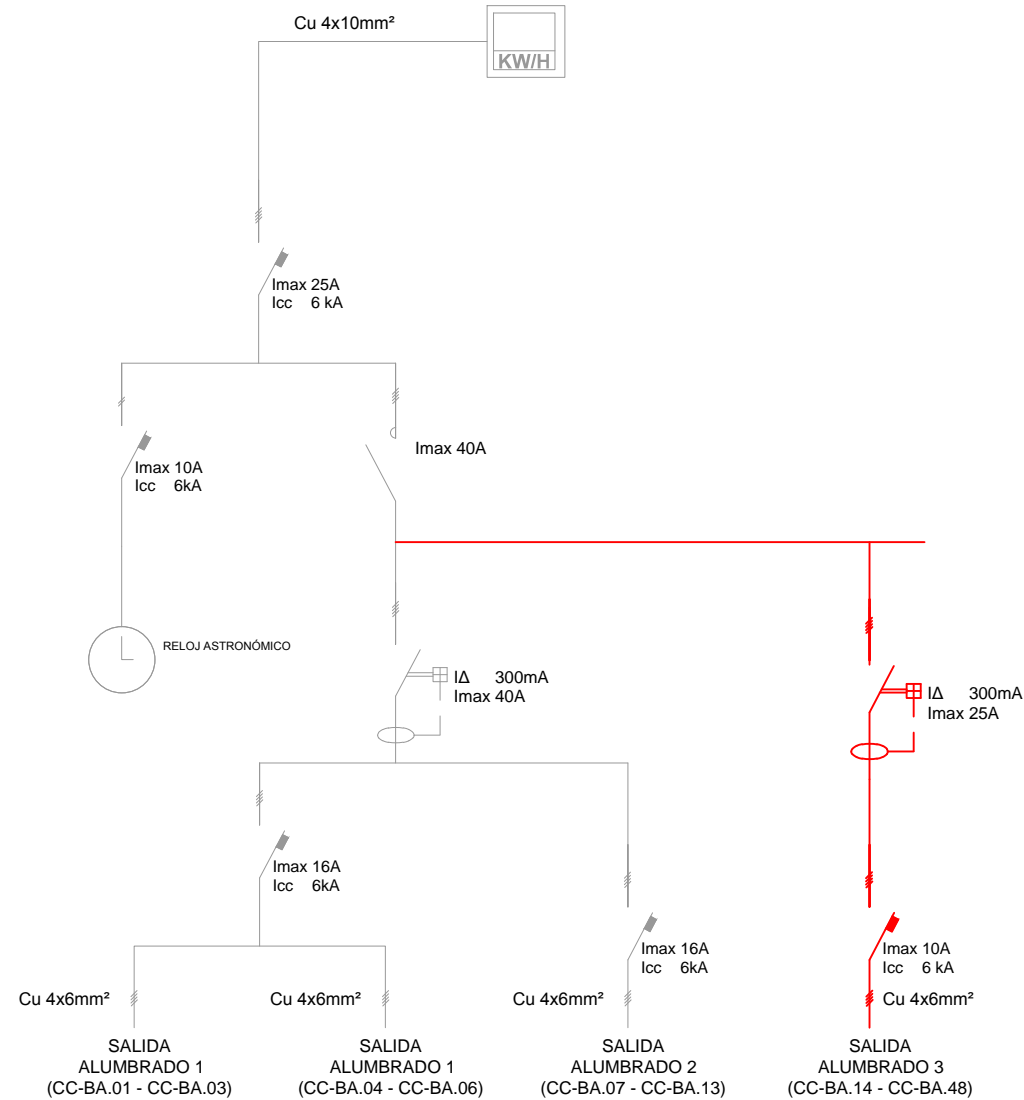 Cu 4x10mm²
KW/H
Imax 25A
Icc 6 kA
Imax 10A
Icc 6kA
Imax 40A
RELOJ ASTRONÓMICO
IΔ 300mA
Imax 40A
IΔ 300mA
Imax 25A
Imax 16A
Icc 6kA
Imax 16A
Icc 6kA
Imax 10A
Icc 6 kA
Cu 4x6mm²
Cu 4x6mm²
Cu 4x6mm²
Cu 4x6mm²
SALIDA
ALUMBRADO 1
(CC-BA.01 - CC-BA.03)
SALIDA
ALUMBRADO 1
(CC-BA.04 - CC-BA.06)
SALIDA
ALUMBRADO 2
(CC-BA.07 - CC-BA.13)
SALIDA
ALUMBRADO 3
(CC-BA.14 - CC-BA.48)